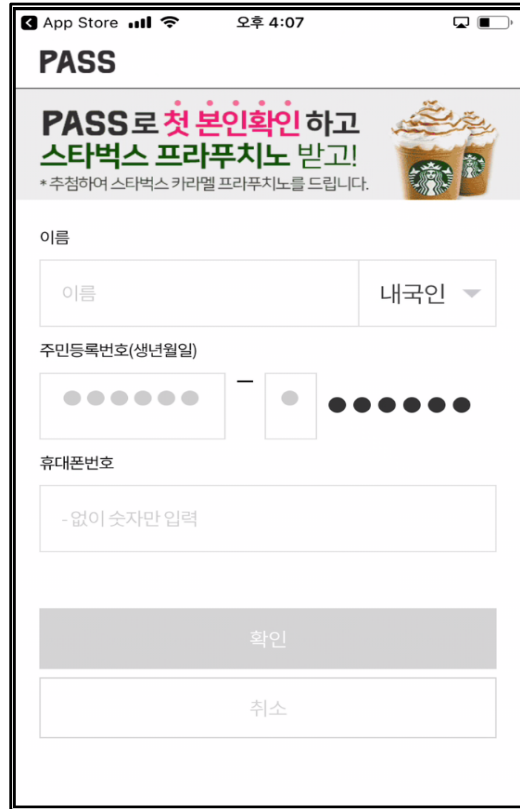 App Store 오후 4:07
PASS
PASS로 첫 본인확인 하고
스타벅스 프라푸치노 받고!
*추첨하여 스타벅스 카라멜 프라푸치노를 드립니다.
이름
이름 내국인
주민등록번호(생년월일)
–
휴대폰번호
-없이 숫자만 입력
확인
취소